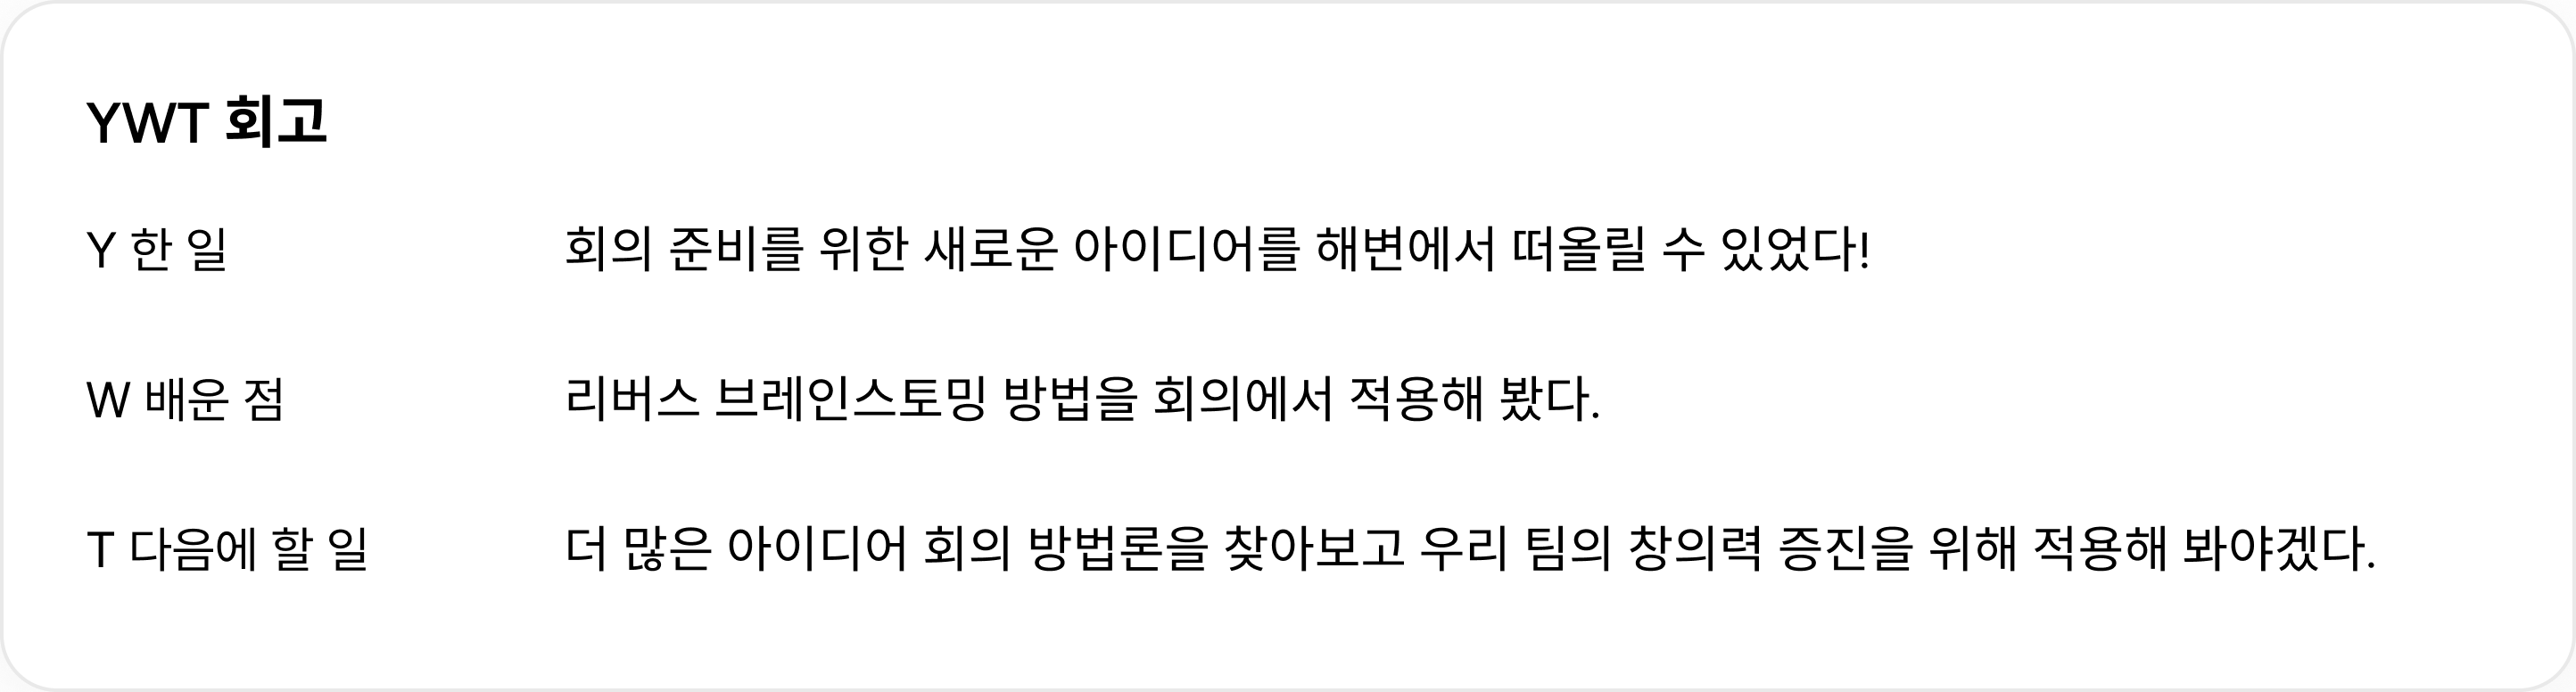 YWT 회고
Y 한 일 회의 준비를 위한 새로운 아이디어를 해변에서 떠올릴 수 있었다!
W 배운 점 리버스 브레인스토밍 방법을 회의에서 적용해 봤다.
T 다음에 할 일 더 많은 아이디어 회의 방법론을 찾아보고 우리 팀의 창의력 증진을 위해 적용해 봐야겠다.